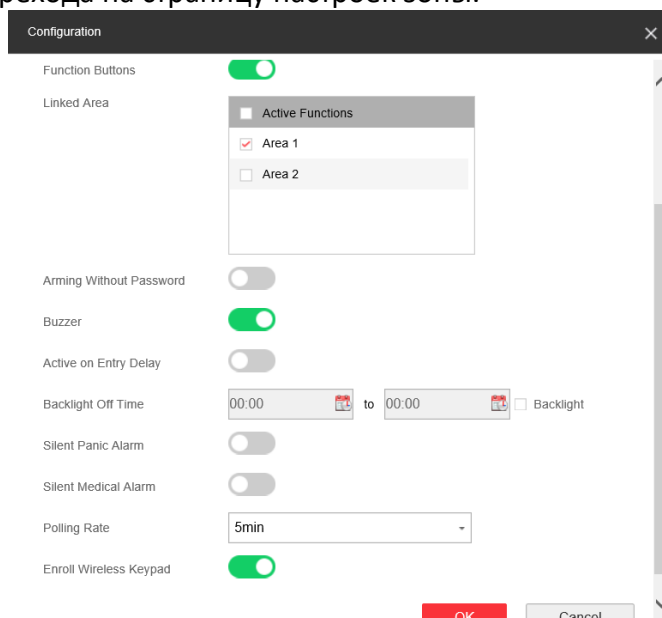 Configuration
Function Buttons
Linked Area
Active Functions
Area 1
Area 2
Arming Without Password
Buzzer
Active on Entry Delay
Backlight Off Time 00:00 to 00:00 Backlight
Silent Panic Alarm
Silent Medical Alarm
Polling Rate 5min
Enroll Wireless Keypad
OK Cancel